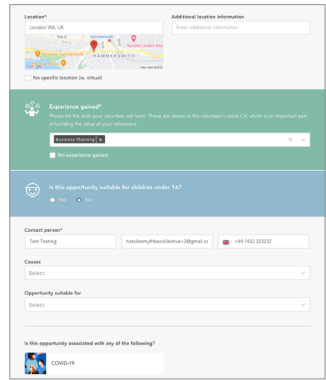 Location*
Additional location information
London W6, UK
Enter additional information
HAMMERSMITH
No specific location (ie. virtual)
Experience gained*
Please list the skills your volunteer will learn. These are shown in the volunteer's social CV, which is an important part
of building the value of your volunteers.
Business Planning x
No experience gained
Is this opportunity suitable for children under 16?
Yes No
Contact person*
Test Testing
+44 7432 323232
Causes
Select
Opportunity suitable for
Select
Is this opportunity associated with any of the following?
COVID-19